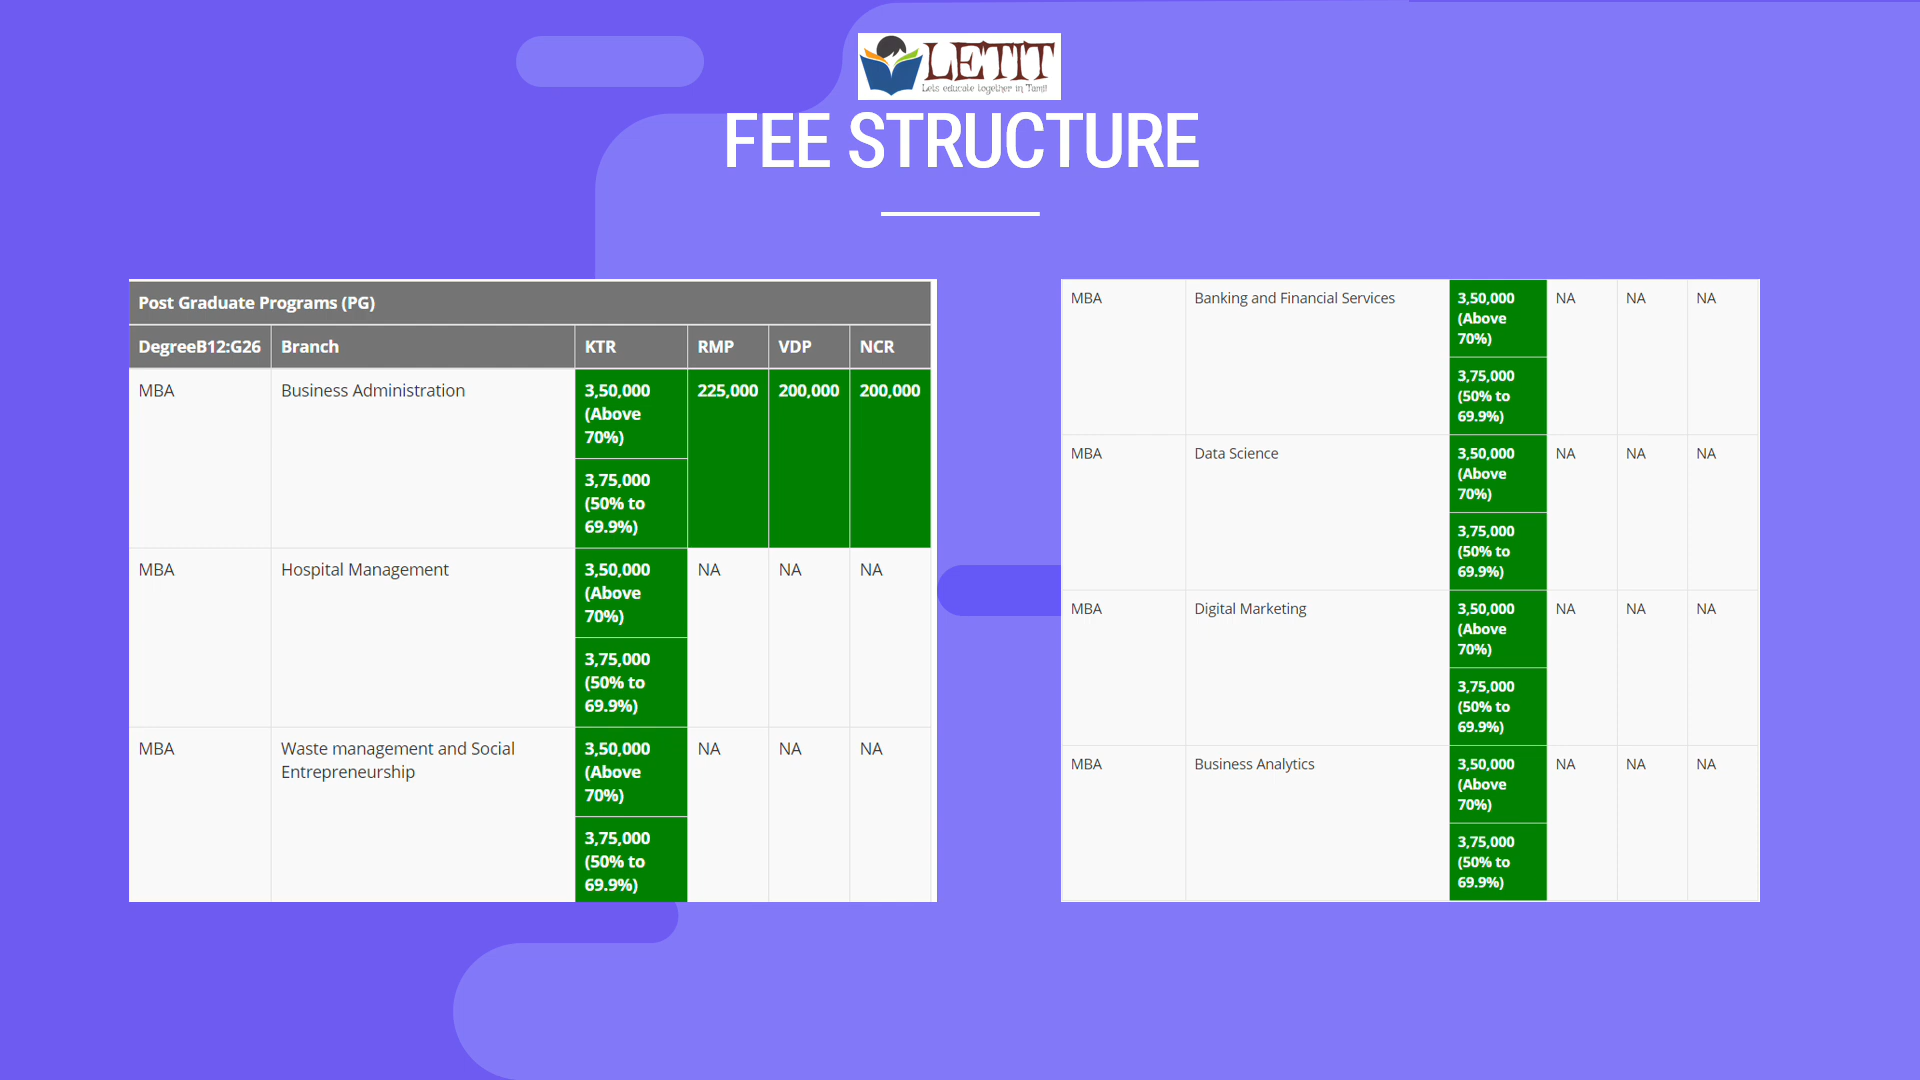 LETIT
Lets educate together in Tamil
FEE STRUCTURE
Post Graduate Programs (PG)
DegreeB12:G26 Branch KTR RMP VDP NCR
MBA Business Administration 3,50,000 225,000 200,000 200,000
(Above
70%)
3,75,000
(50% to
69.9%)
MBA Hospital Management 3,50,000 NA NA NA
(Above
70%)
3,75,000
(50% to
69.9%)
MBA Waste management and Social 3,50,000 NA NA NA
Entrepreneurship (Above
70%)
3,75,000
(50% to
69.9%)
MBA Banking and Financial Services 3,50,000 NA NA NA
(Above
70%)
3,75,000
(50% to
69.9%)
MBA Data Science 3,50,000 NA NA NA
(Above
70%)
3,75,000
(50% to
69.9%)
MBA Digital Marketing 3,50,000 NA NA NA
(Above
70%)
3,75,000
(50% to
69.9%)
MBA Business Analytics 3,50,000 NA NA NA
(Above
70%)
3,75,000
(50% to
69.9%)